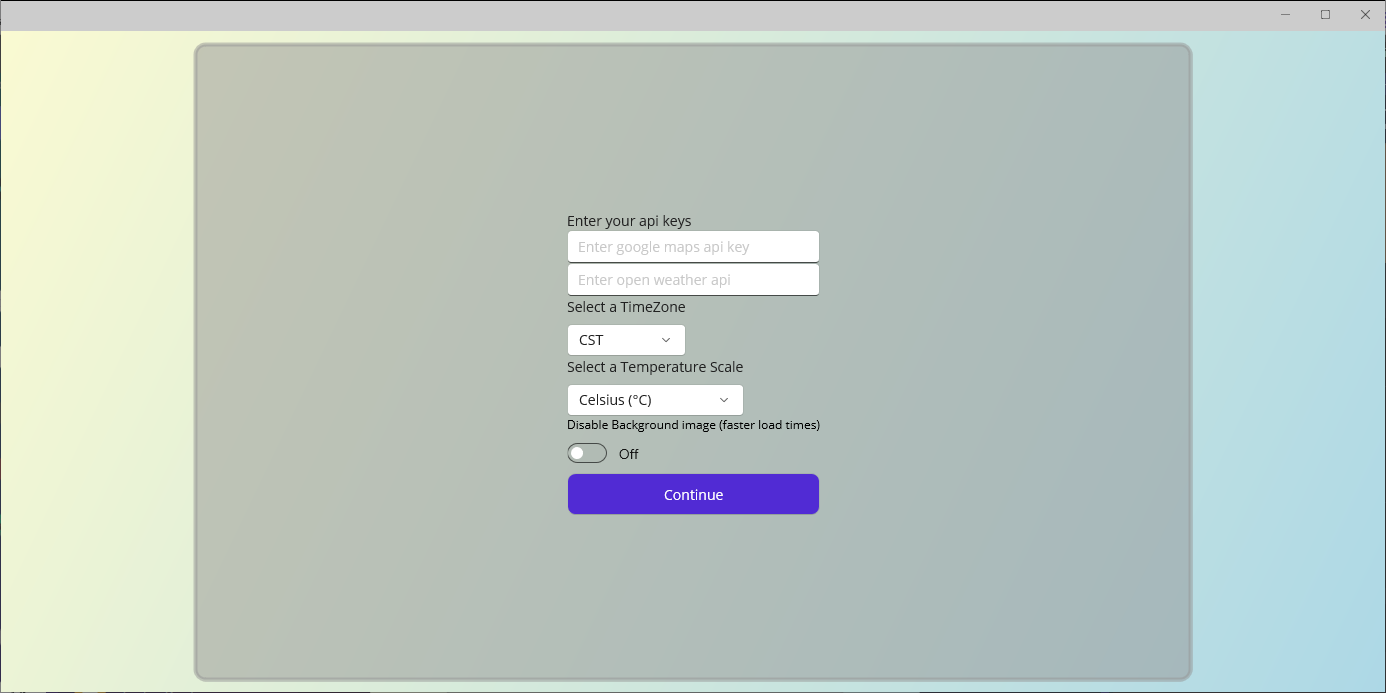 Enter your api keys
Enter google maps api key
Enter open weather api
Select a TimeZone
CST
Select a Temperature Scale
Celsius (°C)
Disable Background image (faster load times)
Off
Continue